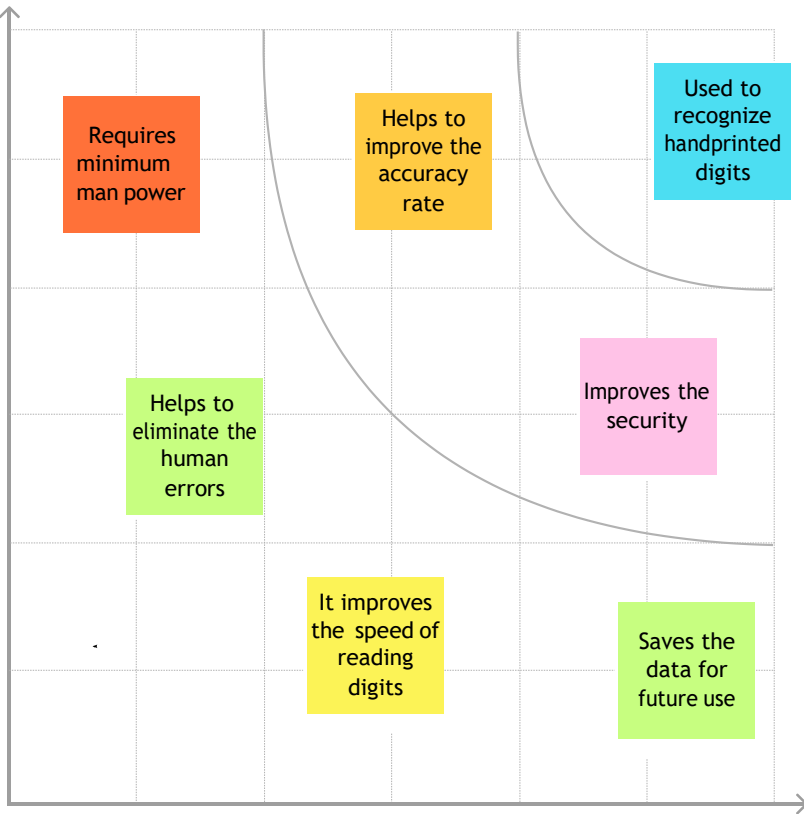 Requires
minimum
man power
Helps to
improve the
accuracy
rate
Used to
recognize
handprinted
digits
Helps to
eliminate the
human
errors
Improves the
security
It improves
the speed of
reading
digits
Saves the
data for
future use